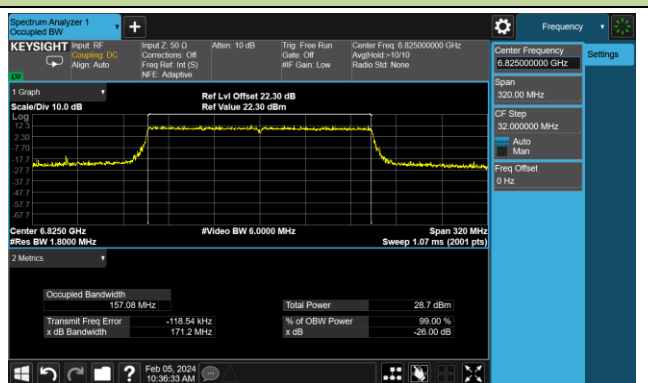 Spectrum Analyzer 1
Occupied BW
Frequency
KEYSIGHT
Input: RF
Coupling: DC
Align: Auto
Input Z: 50 Ω
Corrections: Off
Freq Ref: Int (S)
NFE: Adaptive
Atten: 10 dB
Trig: Free Run
Gate: Off
#IF Gain: Low
Center Freq: 6.825000000 GHz
Avg|Hold:>10/10
Radio Std: None
Center Frequency
6.825000000 GHz
Settings
Span
320.00 MHz
CF Step
32.000000 MHz
Auto
Man
Freq Offset
0 Hz
1 Graph
Scale/Div 10.0 dB
Ref Lvl Offset 22.30 dB
Ref Value 22.30 dBm
Log
12.3
2.30
-7.70
-17.7
-27.7
-37.7
-47.7
-57.7
-67.7
Center 6.8250 GHz
#Video BW 6.0000 MHz
Span 320 MHz
#Res BW 1.8000 MHz
Sweep 1.07 ms (2001 pts)
2 Metrics
Occupied Bandwidth
157.08 MHz
Total Power 28.7 dBm
Transmit Freq Error -118.54 kHz
% of OBW Power 99.00 %
x dB Bandwidth 171.2 MHz
x dB -26.00 dB
?
Feb 05, 2024
10:36:33 AM